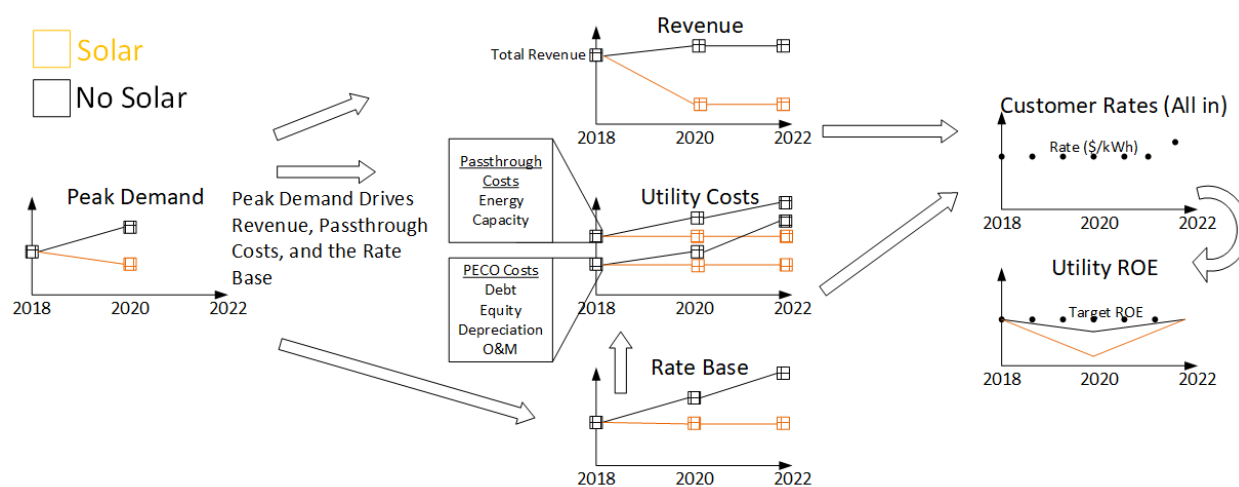 Solar
No Solar
Peak Demand
2018
2020
2022
Peak Demand Drives
Revenue, Passthrough
Costs, and the Rate
Base
Revenue
Total Revenue
2018
2020
2022
Passthrough
Costs
Energy
Capacity
PECO Costs
Debt
Equity
Depreciation
O&M
Utility Costs
2018
2020
2022
Rate Base
2018
2020
2022
Customer Rates (All in)
Rate ($/kWh)
2018
2020
2022
Utility ROE
Target ROE
2018
2020
2022